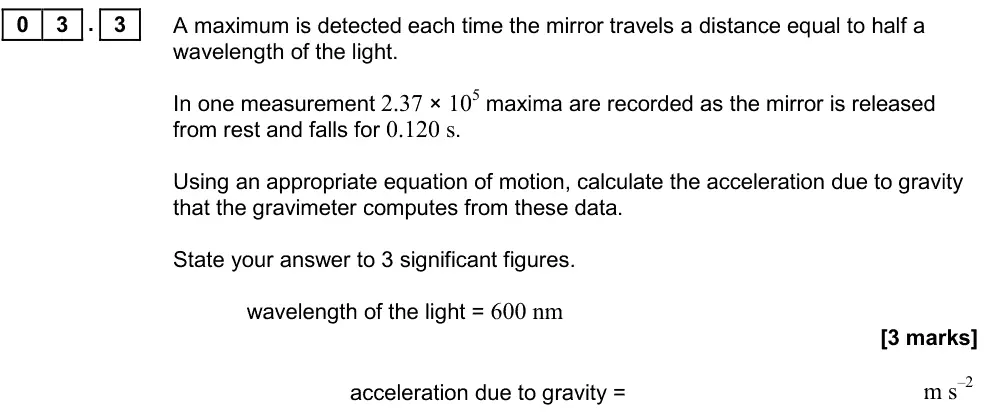 0 3 . 3 A maximum is detected each time the mirror travels a distance equal to half a
wavelength of the light.
In one measurement 2.37 × 10⁵ maxima are recorded as the mirror is released
from rest and falls for 0.120 s.
Using an appropriate equation of motion, calculate the acceleration due to gravity
that the gravimeter computes from these data.
State your answer to 3 significant figures.
wavelength of the light = 600 nm
[3 marks]
acceleration due to gravity = m s⁻²